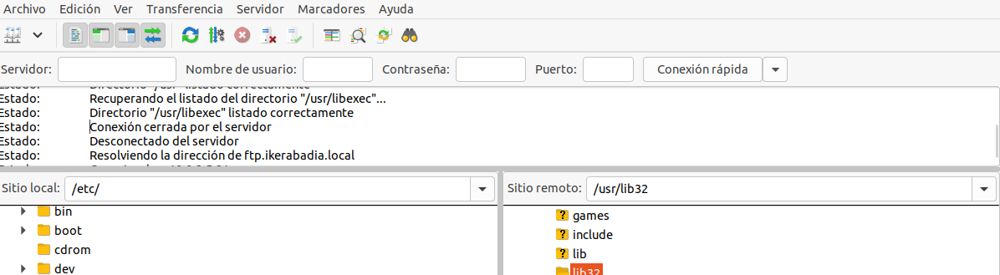 Archivo Edición Ver Transferencia Servidor Marcadores Ayuda
Servidor: Nombre de usuario: Contraseña: Puerto: Conexión rápida
Estado: Directorio "/usr" listado correctamente
Estado: Recuperando el listado del directorio "/usr/libexec"...
Estado: Directorio "/usr/libexec" listado correctamente
Estado: Conexión cerrada por el servidor
Estado: Desconectado del servidor
Estado: Resolviendo la dirección de ftp.ikerabadia.local
Sitio local: /etc/
Sitio remoto: /usr/lib32
bin
boot
cdrom
dev
games
include
lib
lib32